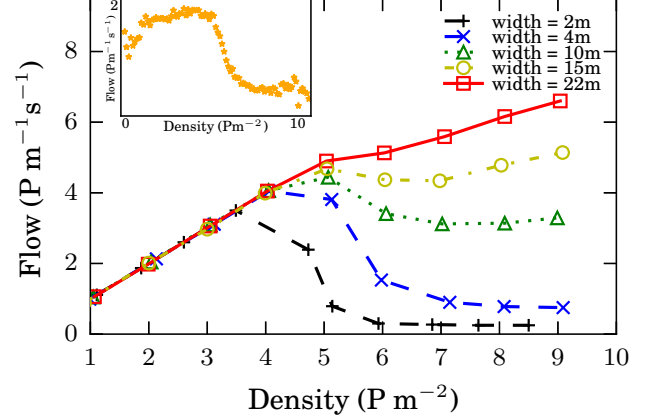 2
Flow (Pm⁻¹s⁻¹)
0
10
Density (Pm⁻²)
width = 2m
width = 4m
width = 10m
width = 15m
width = 22m
8
6
4
2
0
Flow (P m⁻¹s⁻¹)
1 2 3 4 5 6 7 8 9 10
Density (P m⁻²)